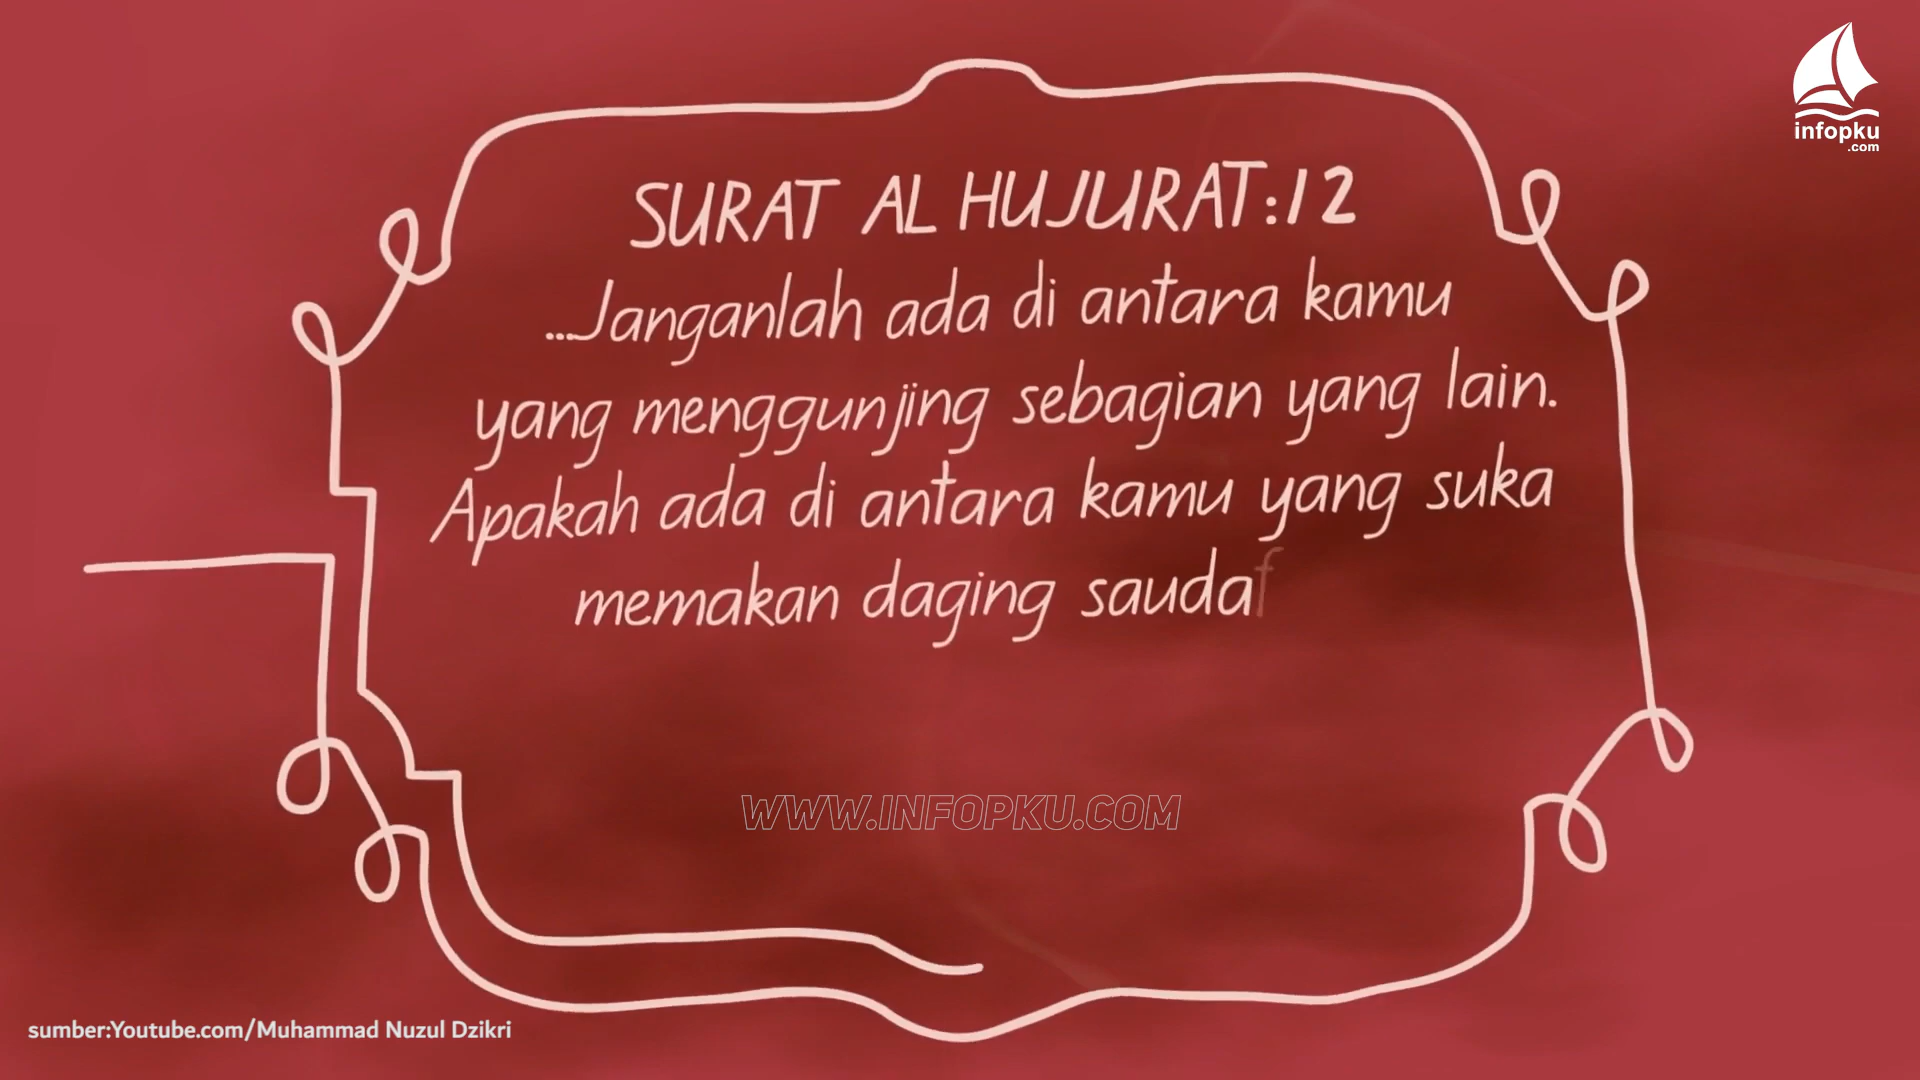 infopku
.com
SURAT AL HUJURAT:12
...Janganlah ada di antara kamu
yang menggunjing sebagian yang lain.
Apakah ada di antara kamu yang suka
memakan daging saudar
WWW.INFOPKU.COM
sumber:Youtube.com/Muhammad Nuzul Dzikri